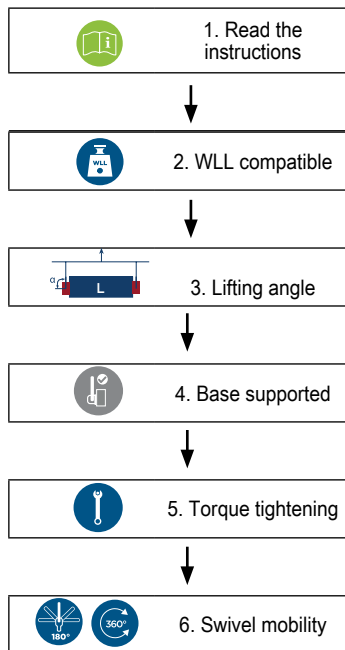 1. Read the
instructions
WLL
2. WLL compatible
α
L
3. Lifting angle
4. Base supported
5. Torque tightening
180°
360°
6. Swivel mobility